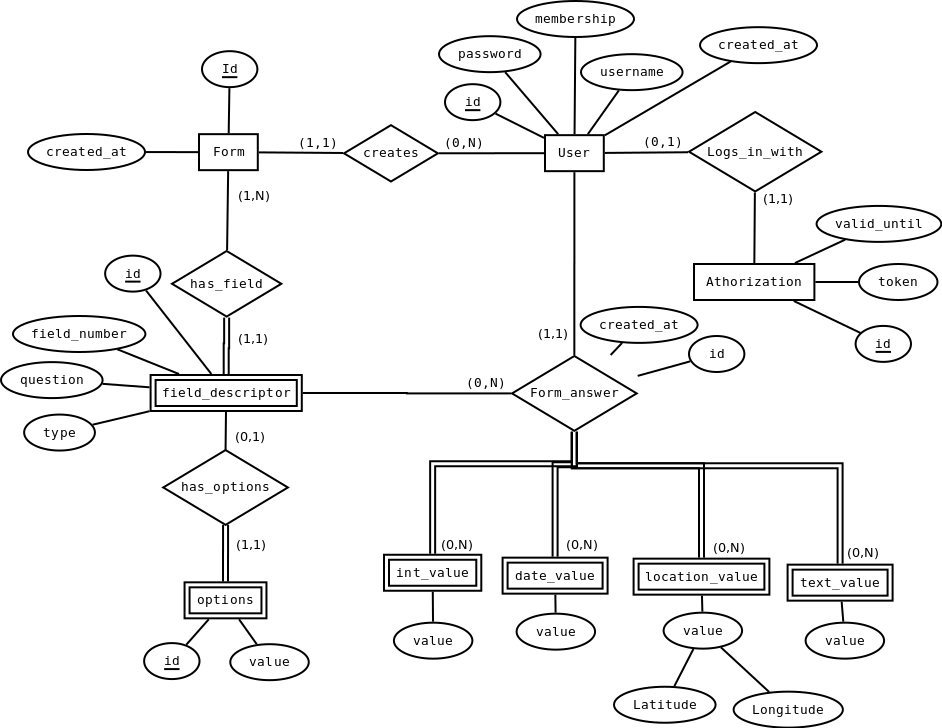 membership
password
created_at
username
Id
id
created_at
Form
(1,1)
creates
(0,N)
User
(0,1)
Logs_in_with
(1,N)
(1,1)
valid_until
id
has_field
Athorization
token
field_number
(1,1)
(1,1)
created_at
id
question
id
field_descriptor
(0,N)
Form_answer
type
(0,1)
has_options
(1,1)
(0,N)
(0,N)
(0,N)
(0,N)
int_value
date_value
location_value
text_value
options
value
value
value
value
id
value
Latitude
Longitude